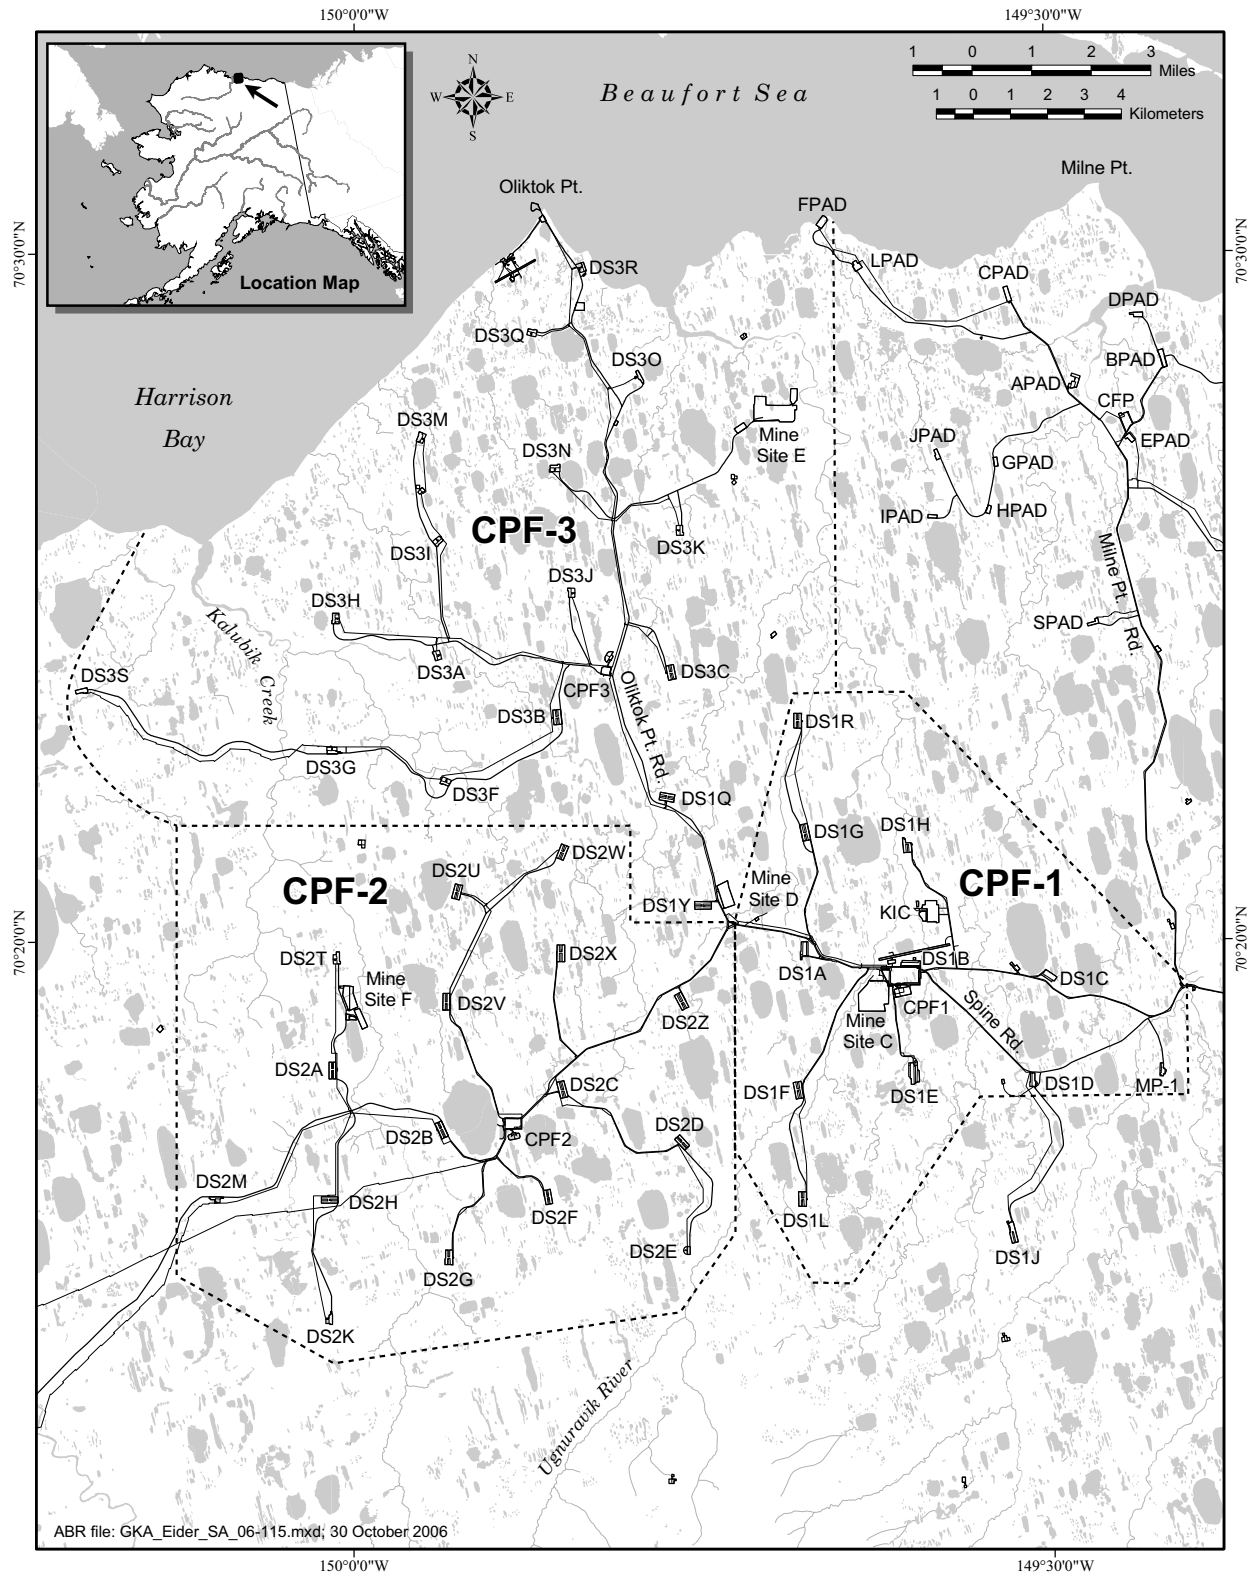 150°0'0"W
149°30'0"W
1 0 1 2 3
Miles
1 0 1 2 3 4
Kilometers
N
W E
S
Beaufort Sea
Location Map
Milne Pt.
Oliktok Pt.
FPAD
70°30'0"N
70°30'0"N
LPAD
DS3R
CPAD
DPAD
DS3Q
DS3O
BPAD
APAD
Harrison
Bay
CFP
DS3M
Mine
Site E
JPAD
EPAD
DS3N
GPAD
CPF-3
IPAD
HPAD
DS3K
DS3I
Milne Pt.
Rd.
DS3J
DS3H
Kalubik Creek
SPAD
DS3A
DS3S
CPF3
DS3C
Oliktok Pt. Rd.
DS3B
DS1R
DS3G
DS3F
DS1Q
DS1G
DS1H
DS2W
DS2U
CPF-2
CPF-1
Mine
Site D
DS1Y
KIC
70°20'0"N
70°20'0"N
DS2T
DS2X
DS1A
DS1B
DS1C
Mine
Site F
DS2V
DS2Z
CPF1
Mine
Site C
Spine Rd.
DS2A
DS2C
DS1F
DS1E
DS1D
MP-1
DS2B
CPF2
DS2D
DS2M
DS2H
DS2F
DS1L
DS2E
DS1J
DS2G
DS2K
Ugnuravik River
ABR file: GKA_Eider_SA_06-115.mxd; 30 October 2006
150°0'0"W
149°30'0"W